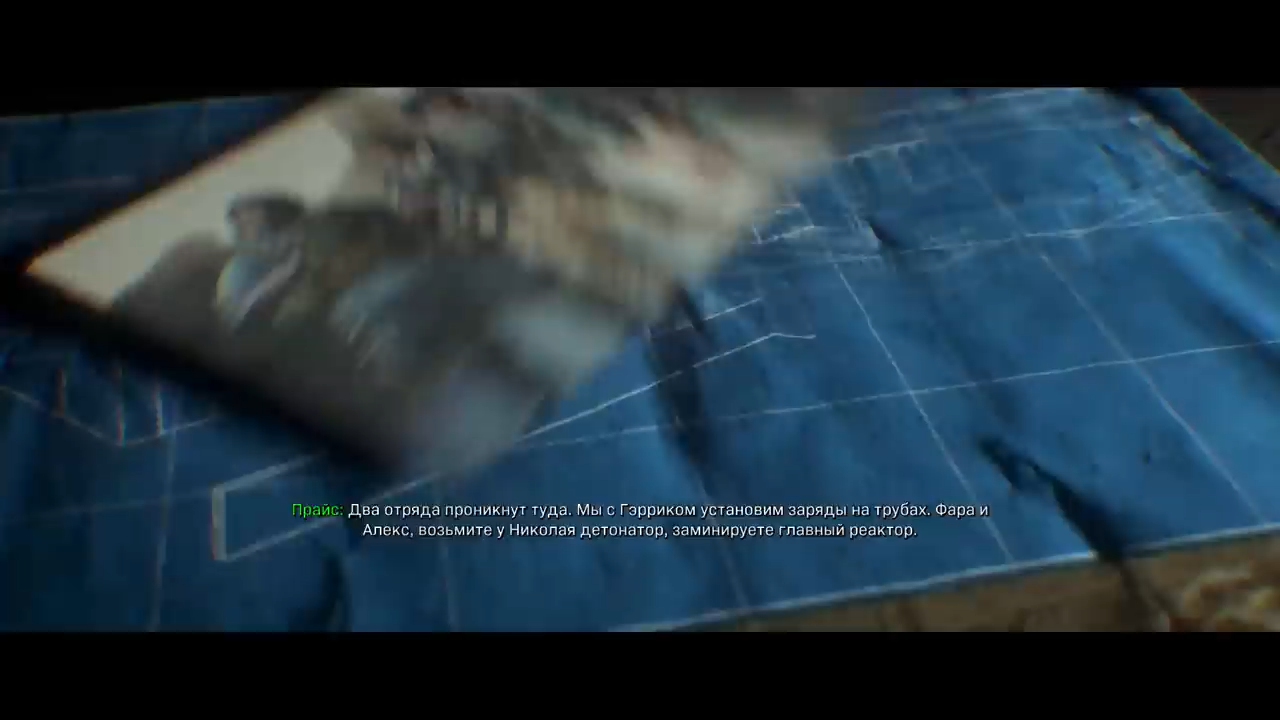 Прайс: Два отряда проникнут туда. Мы с Гэрриком установим заряды на трубах. Фара и
Алекс, возьмите у Николая детонатор, заминируете главный реактор.